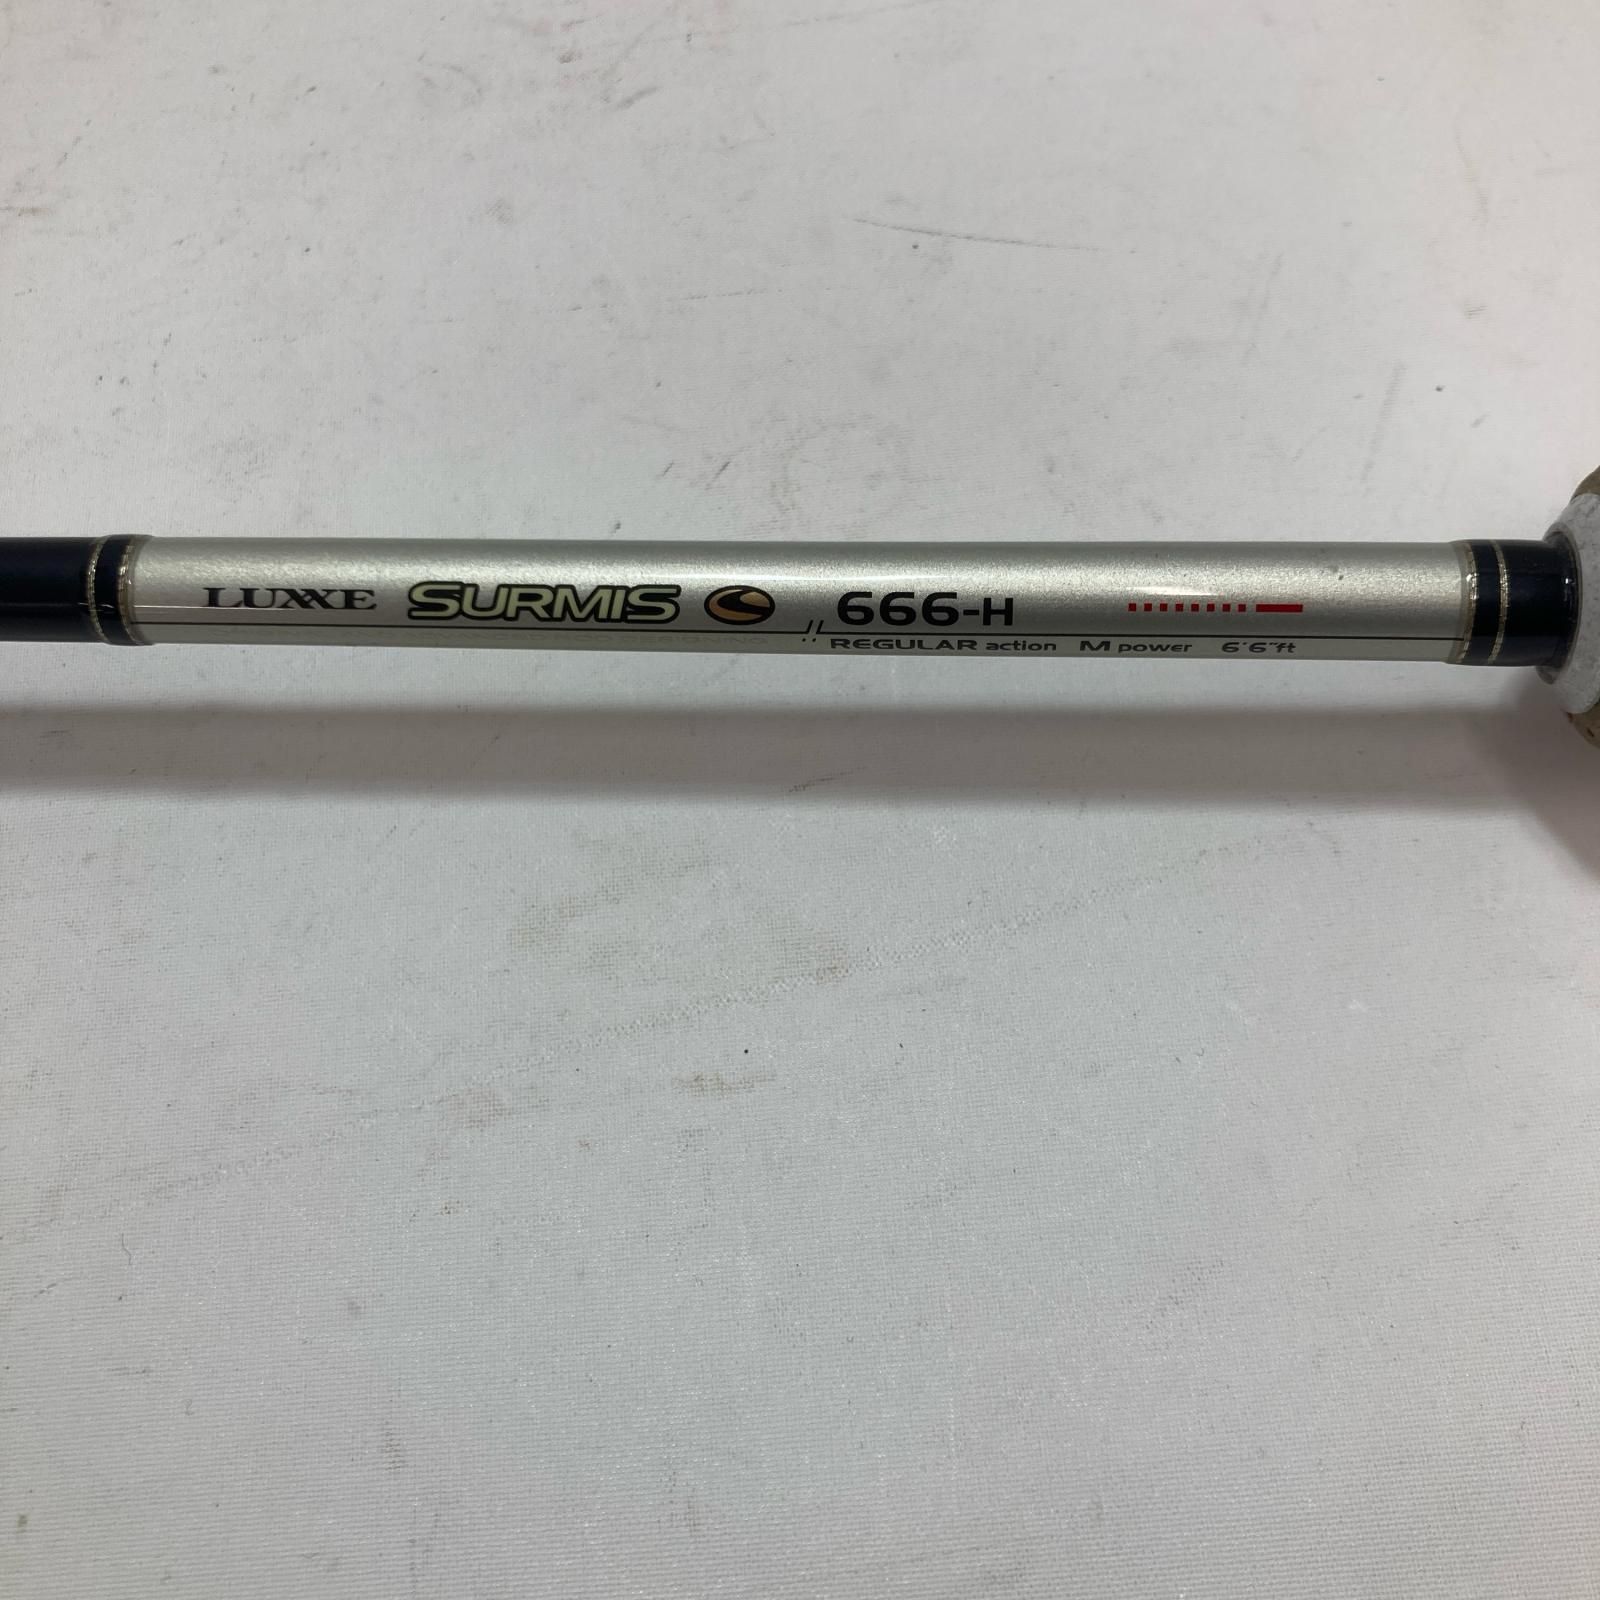 LUXXE SURMIS 666-H
REGULAR action M power 6'6"ft